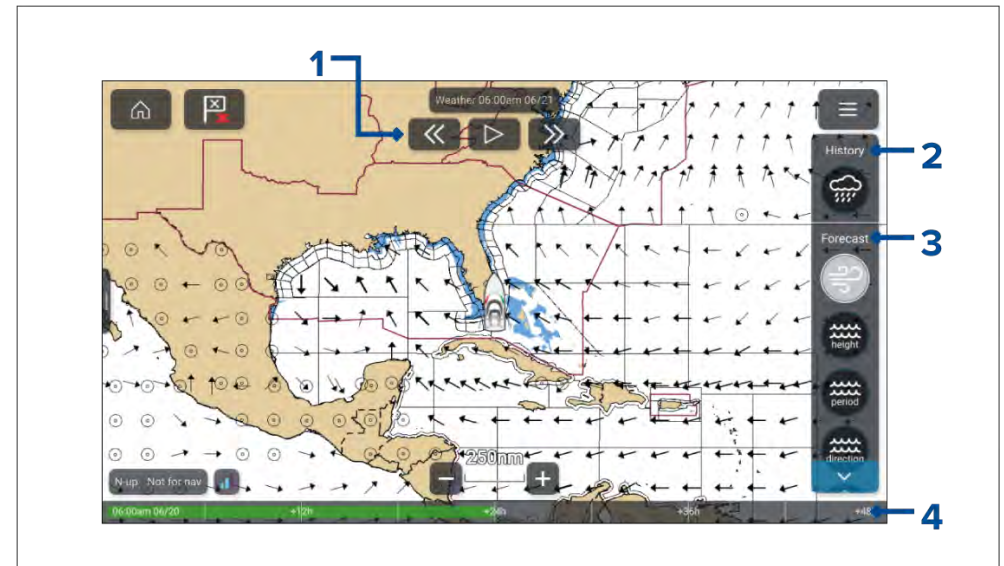 1
Weather 06:00am 06/21
History
2
Forecast
3
height
period
direction
250nm
N-up Not for nav
06:00am 06/20 +12h +24h +36h +48
4